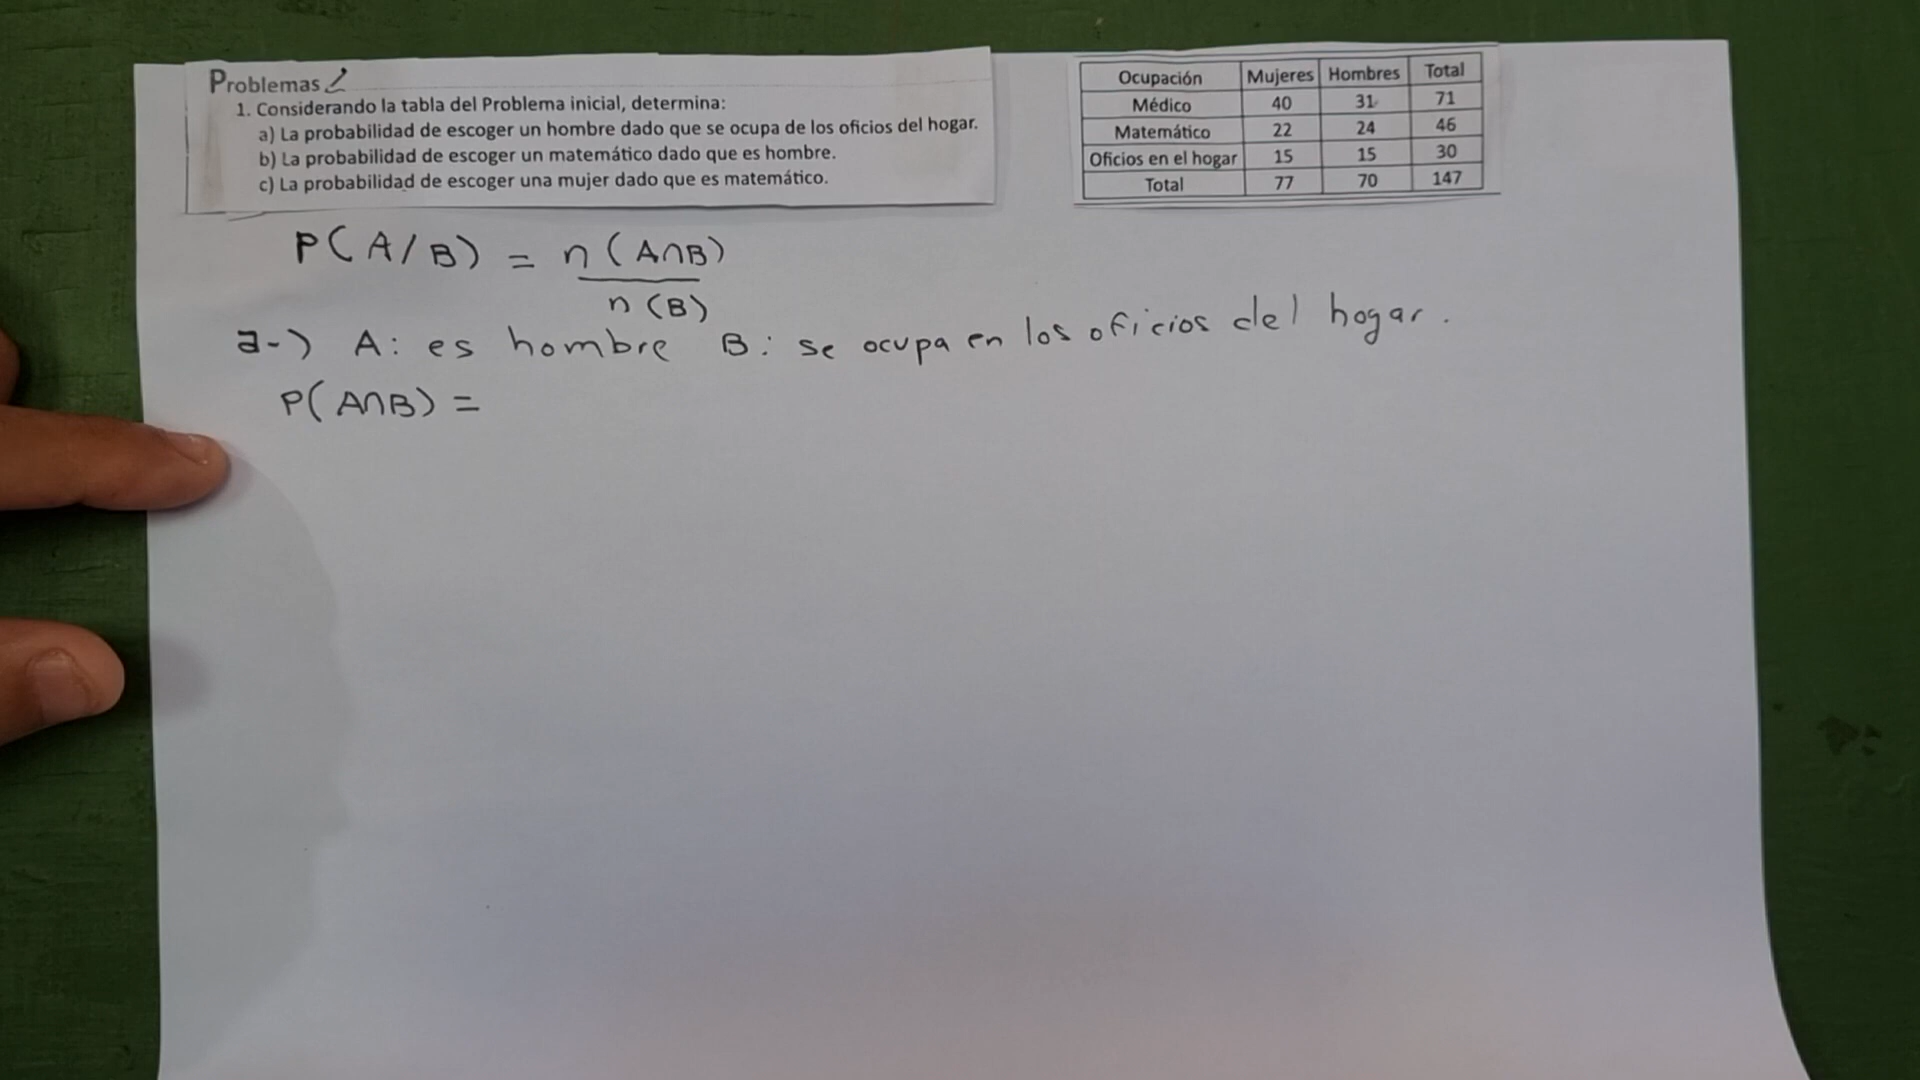 Problemas
1. Considerando la tabla del Problema inicial, determina:
a) La probabilidad de escoger un hombre dado que se ocupa de los oficios del hogar.
b) La probabilidad de escoger un matemático dado que es hombre.
c) La probabilidad de escoger una mujer dado que es matemático.
Ocupación Mujeres Hombres Total
Médico 40 31 71
Matemático 22 24 46
Oficios en el hogar 15 15 30
Total 77 70 147
P(A/B) = n(A∩B)
n(B)
a-) A: es hombre B: se ocupa en los oficios del hogar.
P(A∩B) =